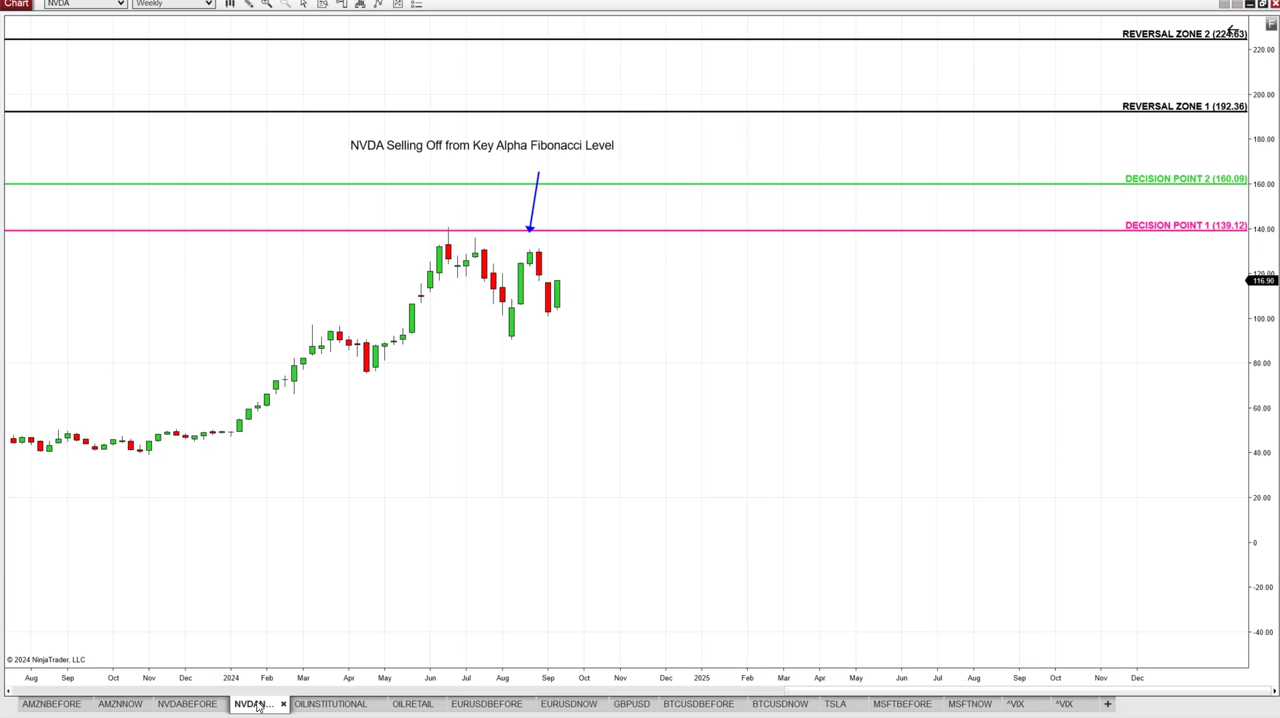 Chart NVDA Weekly
REVERSAL ZONE 2 (224.63)
F
220.00
200.00
REVERSAL ZONE 1 (192.36)
180.00
NVDA Selling Off from Key Alpha Fibonacci Level
DECISION POINT 2 (160.09)
160.00
DECISION POINT 1 (139.12)
140.00
120.00
116.90
100.00
80.00
60.00
40.00
20.00
0
-20.00
-40.00
© 2024 NinjaTrader, LLC
Aug Sep Oct Nov Dec 2024 Feb Mar Apr May Jun Jul Aug Sep Oct Nov Dec 2025 Mar Apr May Jun Jul Aug Sep Oct Nov Dec
AMZNBEFORE AMZNNOW NVDABEFORE NVDAN... × OILINSTITUTIONAL OILRETAIL EURUSDBEFORE EURUSDNOW GBPUSD BTCUSDBEFORE BTCUSDNOW TSLA MSFTBEFORE MSFTNOW ^VIX ^VIX +